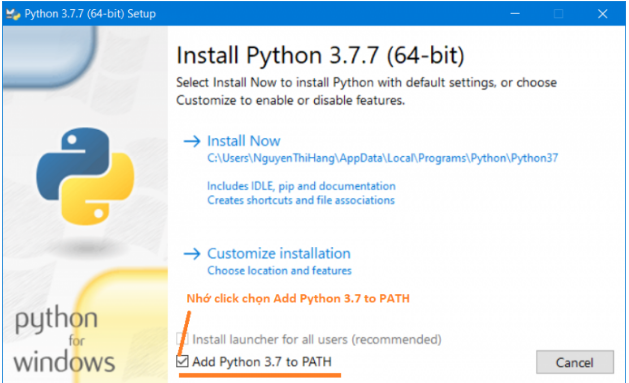 Python 3.7.7 (64-bit) Setup
Install Python 3.7.7 (64-bit)
Select Install Now to install Python with default settings, or choose
Customize to enable or disable features.
Install Now
C:\Users\NguyenThiHang\AppData\Local\Programs\Python\Python37
Includes IDLE, pip and documentation
Creates shortcuts and file associations
Customize installation
Choose location and features
Nhớ click chọn Add Python 3.7 to PATH
Install launcher for all users (recommended)
Add Python 3.7 to PATH
Cancel
python
for
windows